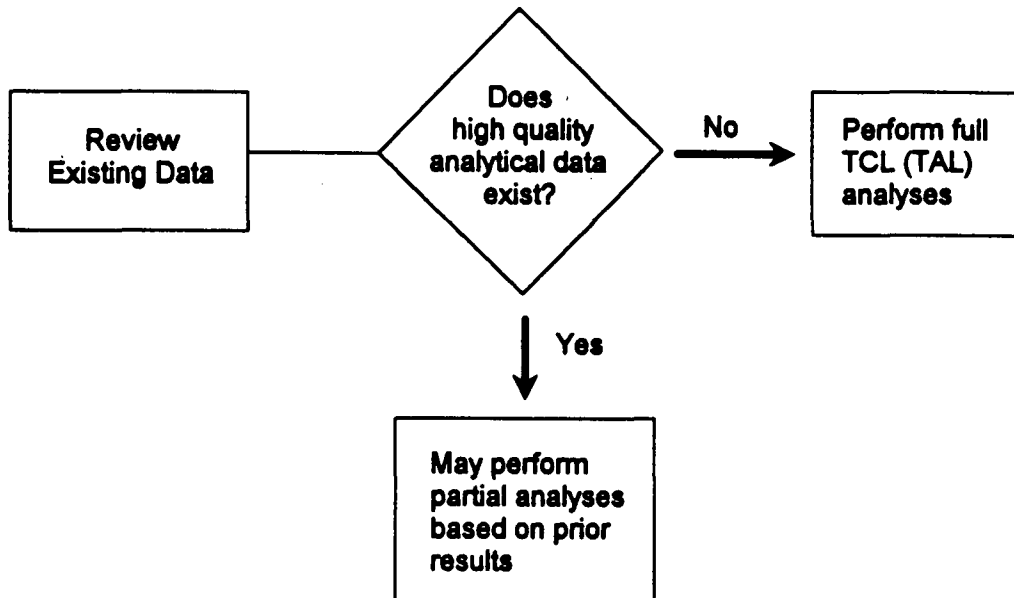 Review
Existing Data
Does
high quality
analytical data
exist?
No
Perform full
TCL (TAL)
analyses
Yes
May perform
partial analyses
based on prior
results